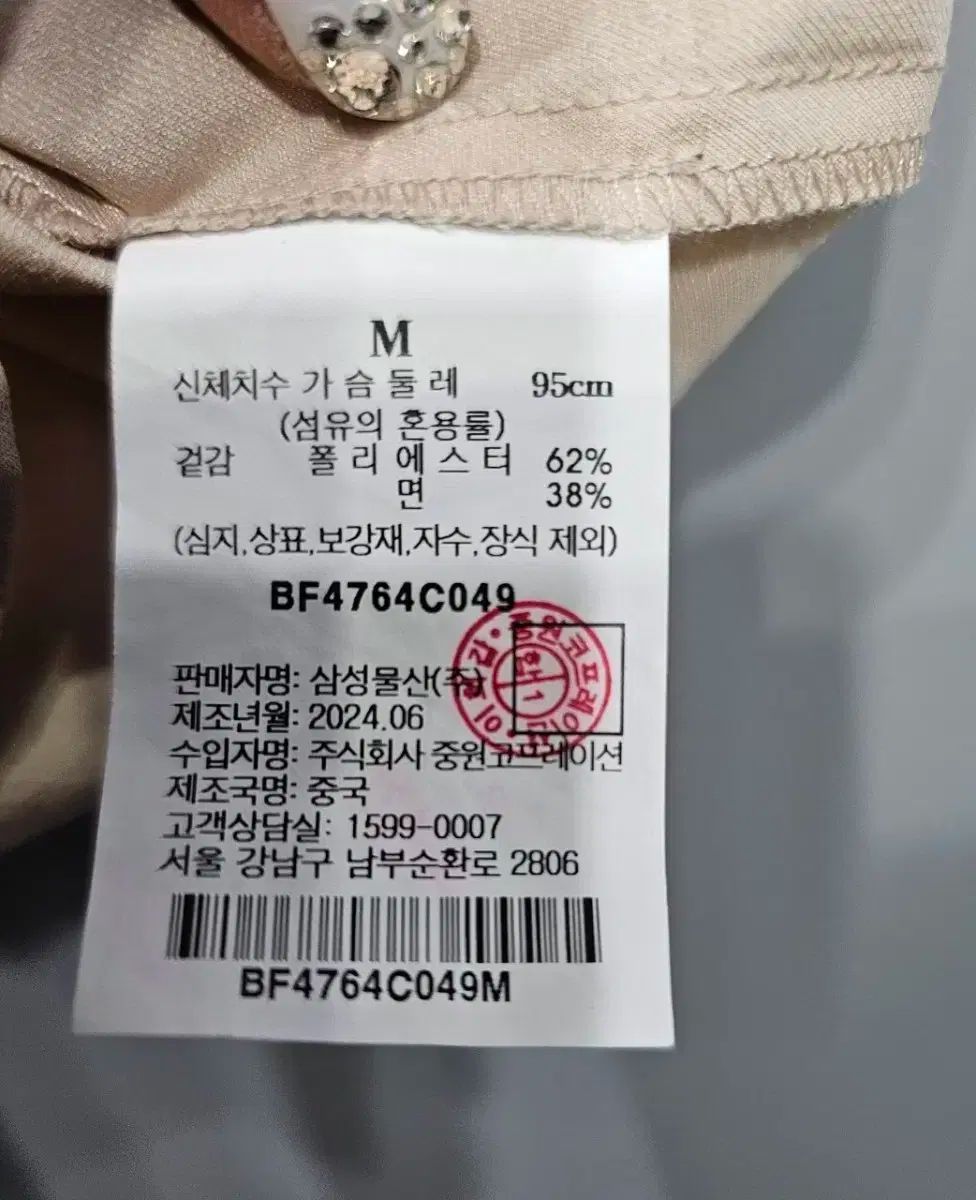 M
신체치수 가 슴 둘 레 95cm
(섬유의 혼용률)
겉감 폴 리 에 스 터 62%
면 38%
(심지,상표,보강재,자수,장식 제외)
BF4764C049
판매자명: 삼성물산(주)
제조년월: 2024.06
수입자명: 주식회사 중원코프레이션
제조국명: 중국
고객상담실: 1599-0007
서울 강남구 남부순환로 2806
BF4764C049M